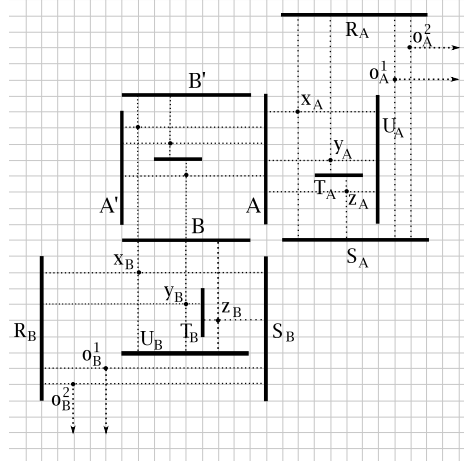 R_A
o_A^2
o_A^1
B'
x_A
U_A
y_A
A'
A
T_A
z_A
B
S_A
x_B
y_B
z_B
R_B
U_B
T_B
S_B
o_B^1
o_B^2